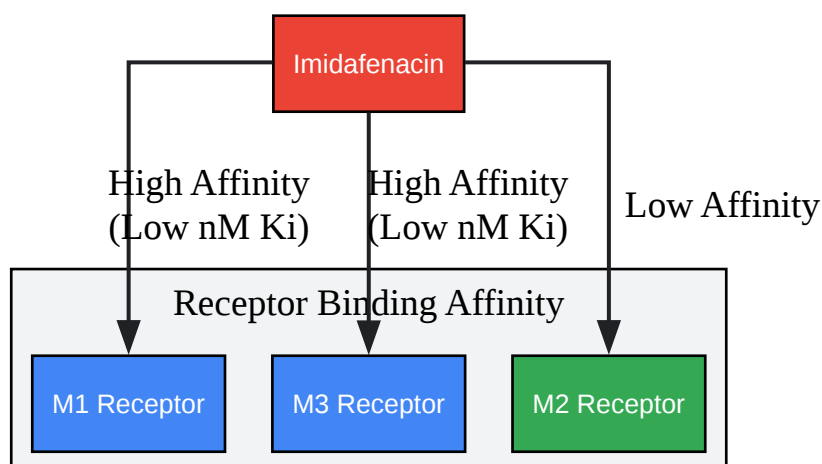 Imidafenacin
High Affinity
(Low nM Ki)
High Affinity
(Low nM Ki)
Low Affinity
Receptor Binding Affinity
M1 Receptor
M3 Receptor
M2 Receptor